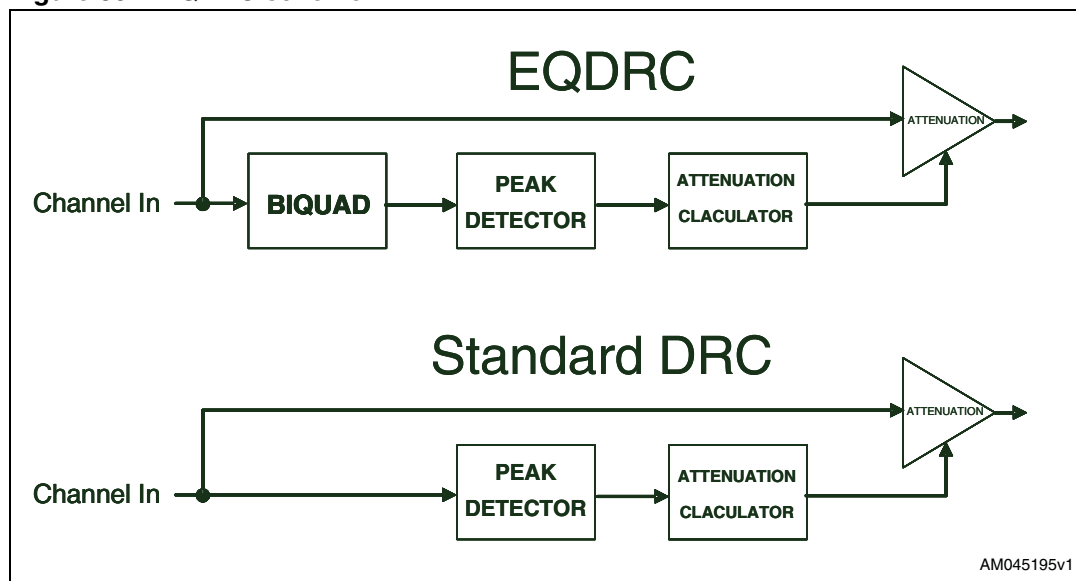 EQDRC
ATTENUATION
Channel In
BIQUAD
PEAK
DETECTOR
ATTENUATION
CLACULATOR
Standard DRC
ATTENUATION
Channel In
PEAK
DETECTOR
ATTENUATION
CLACULATOR
AM045195v1